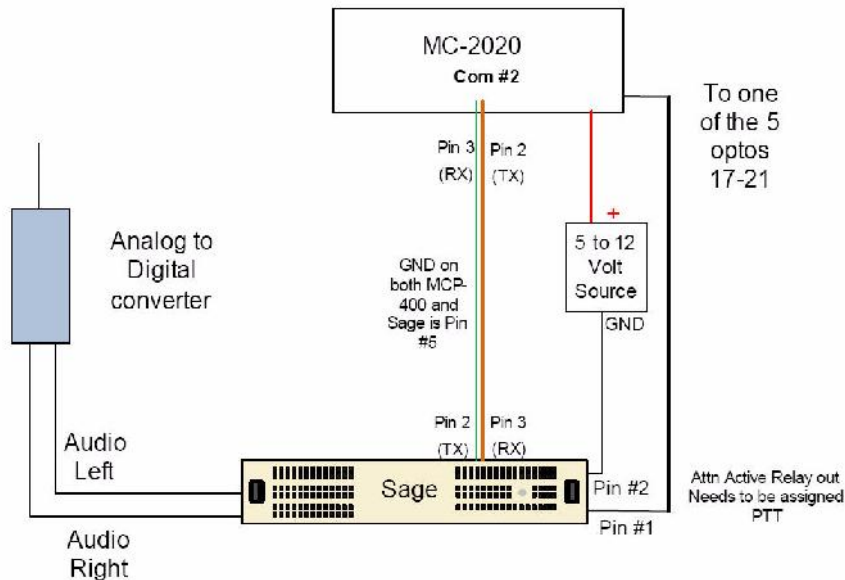 MC-2020
Com #2
To one
of the 5
optos
17-21
Pin 3
(RX)
Pin 2
(TX)
Analog to
Digital
converter
GND on
both MCP-
400 and
Sage is Pin
#5
+
5 to 12
Volt
Source
GND
Pin 2
(TX)
Pin 3
(RX)
Audio
Left
Sage
Pin #2
Pin #1
Attn Active Relay out
Needs to be assigned
PTT
Audio
Right